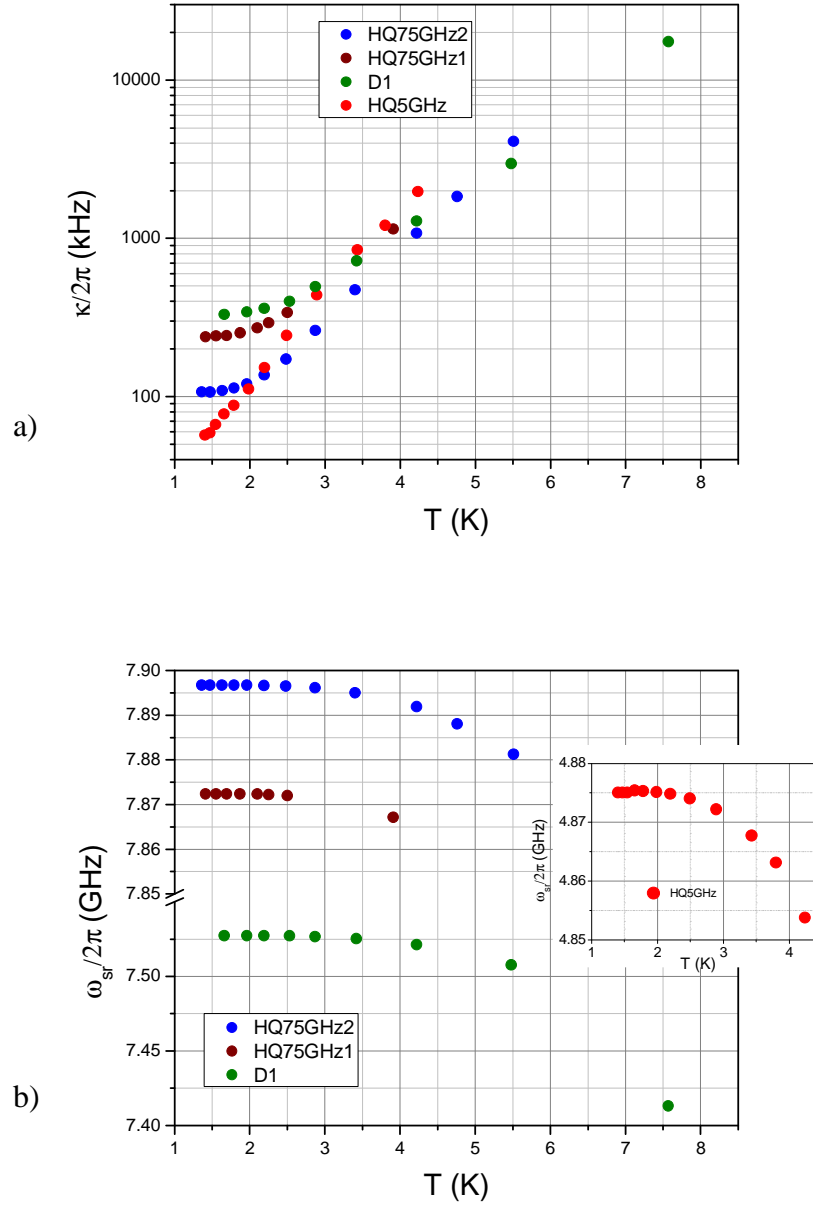 HQ75GHz2
HQ75GHz1
D1
HQ5GHz
10000
1000
100
κ/2π (kHz)
1 2 3 4 5 6 7 8
T (K)
a)
7.90
7.89
7.88
7.87
7.86
7.85
7.50
7.45
7.40
ω_sr/2π (GHz)
4.88
4.87
4.86
4.85
ω_sr/2π (GHz)
HQ5GHz
1 2 3 4
T (K)
HQ75GHz2
HQ75GHz1
D1
1 2 3 4 5 6 7 8
T (K)
b)